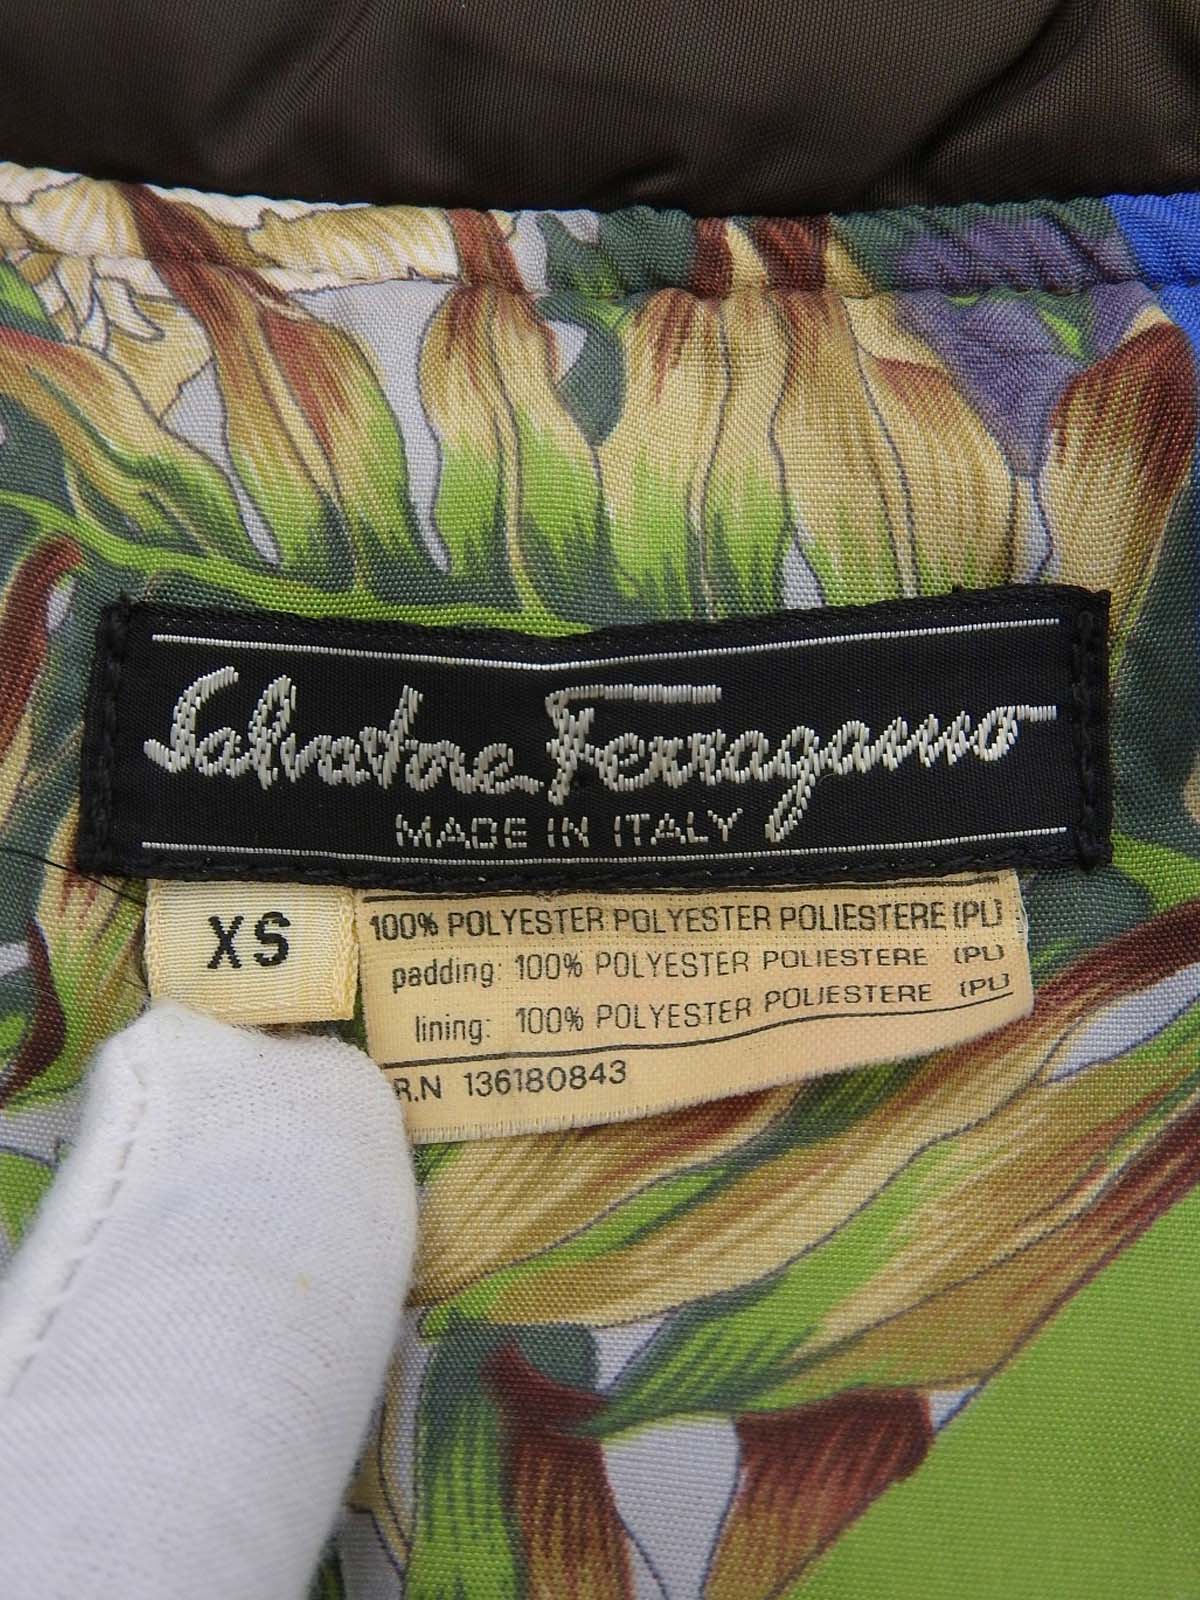 Salvatore Ferragamo
MADE IN ITALY
XS
100% POLYESTER POLYESTER POLIESTERE (PL)
padding: 100% POLYESTER POLIESTERE (PL)
lining: 100% POLYESTER POLIESTERE (PL)
R.N 136180843